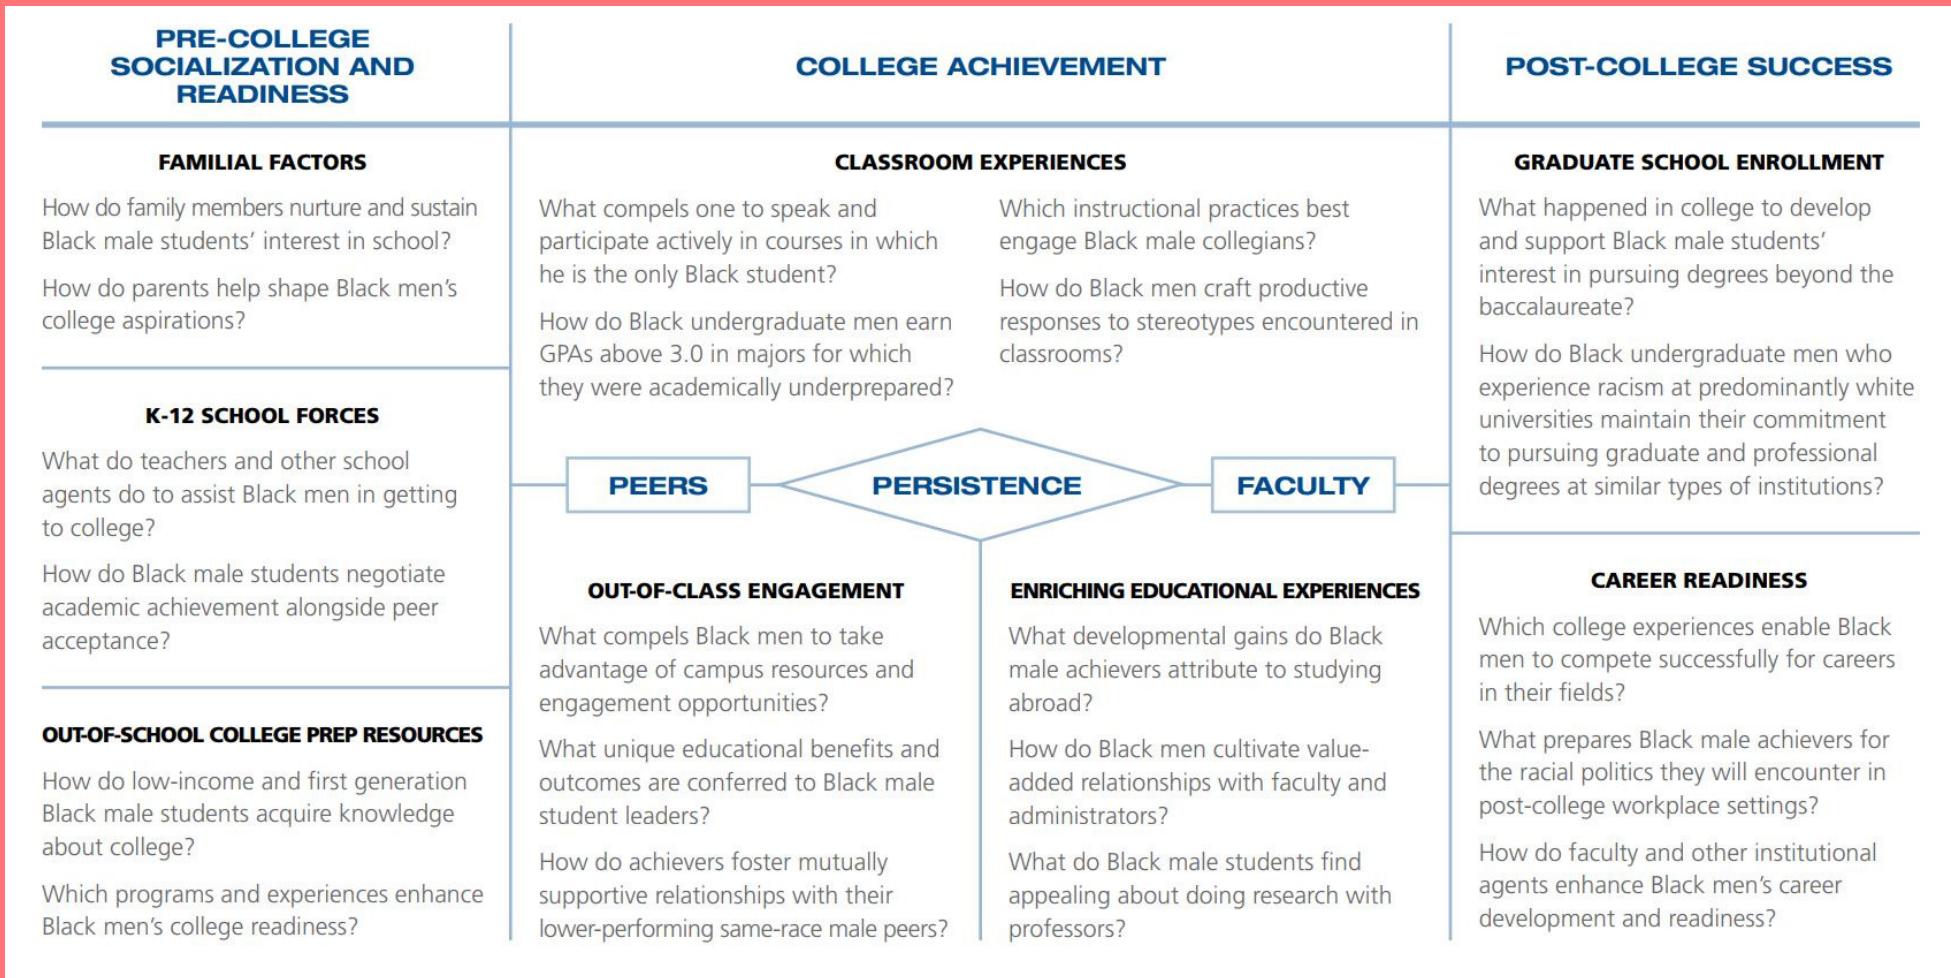 PRE-COLLEGE
SOCIALIZATION AND
READINESS
FAMILIAL FACTORS
How do family members nurture and sustain
Black male students’ interest in school?
How do parents help shape Black men’s
college aspirations?
K-12 SCHOOL FORCES
What do teachers and other school
agents do to assist Black men in getting
to college?
How do Black male students negotiate
academic achievement alongside peer
acceptance?
OUT-OF-SCHOOL COLLEGE PREP RESOURCES
How do low-income and first generation
Black male students acquire knowledge
about college?
Which programs and experiences enhance
Black men’s college readiness?
COLLEGE ACHIEVEMENT
CLASSROOM EXPERIENCES
What compels one to speak and
participate actively in courses in which
he is the only Black student?
How do Black undergraduate men earn
GPAs above 3.0 in majors for which
they were academically underprepared?
Which instructional practices best
engage Black male collegians?
How do Black men craft productive
responses to stereotypes encountered in
classrooms?
PEERS
PERSISTENCE
FACULTY
OUT-OF-CLASS ENGAGEMENT
What compels Black men to take
advantage of campus resources and
engagement opportunities?
What unique educational benefits and
outcomes are conferred to Black male
student leaders?
How do achievers foster mutually
supportive relationships with their
lower-performing same-race male peers?
ENRICHING EDUCATIONAL EXPERIENCES
What developmental gains do Black
male achievers attribute to studying
abroad?
How do Black men cultivate value-
added relationships with faculty and
administrators?
What do Black male students find
appealing about doing research with
professors?
POST-COLLEGE SUCCESS
GRADUATE SCHOOL ENROLLMENT
What happened in college to develop
and support Black male students’
interest in pursuing degrees beyond the
baccalaureate?
How do Black undergraduate men who
experience racism at predominantly white
universities maintain their commitment
to pursuing graduate and professional
degrees at similar types of institutions?
CAREER READINESS
Which college experiences enable Black
men to compete successfully for careers
in their fields?
What prepares Black male achievers for
the racial politics they will encounter in
post-college workplace settings?
How do faculty and other institutional
agents enhance Black men’s career
development and readiness?